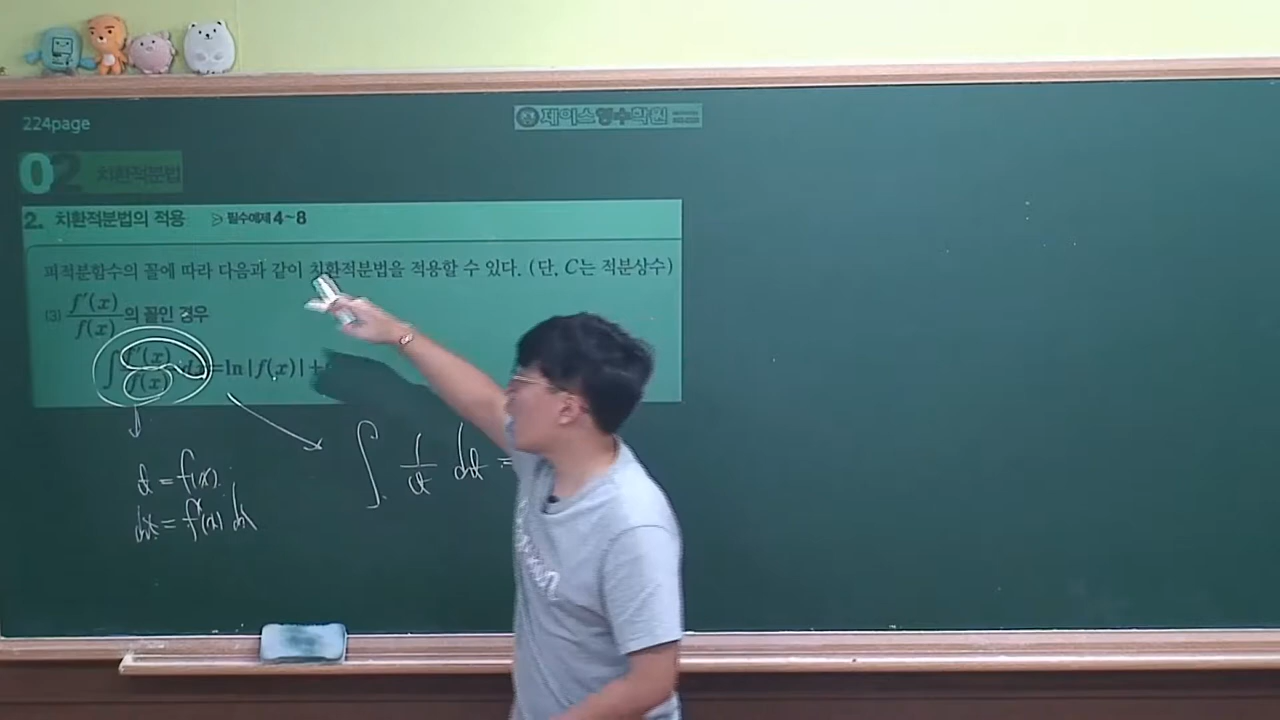 224page
제이스영수학원
02 치환적분법
2. 치환적분법의 적용 ≫ 필수예제 4~8
피적분함수의 꼴에 따라 다음과 같이 치환적분법을 적용할 수 있다. (단, C는 적분상수)
(3) f'(x)/f(x) 의 꼴인 경우
∫ f'(x)/f(x) dx = ln|f(x)|+
∫ 1/t dt =
t = f(x)
dt = f'(x) dx